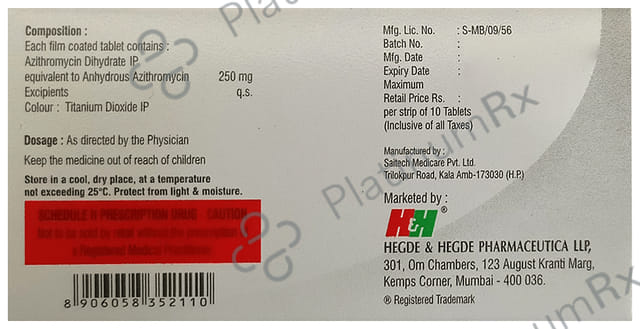 Composition :
Each film coated tablet contains :
Azithromycin Dihydrate IP
equivalent to Anhydrous Azithromycin 250 mg
Excipients q.s.
Colour : Titanium Dioxide IP
Dosage : As directed by the Physician
Keep the medicine out of reach of children
Store in a cool, dry place, at a temperature
not exceeding 25°C. Protect from light & moisture.
SCHEDULE H PRESCRIPTION DRUG - CAUTION
Not to be sold by retail without the prescription of
a Registered Medical Practitioner
8 906058 352110
Mfg. Lic. No. : S-MB/09/56
Batch No. :
Mfg. Date :
Expiry Date :
Maximum
Retail Price Rs. :
per strip of 10 Tablets
(Inclusive of all Taxes)
Manufactured by :
Saitech Medicare Pvt. Ltd.
Trilokpur Road, Kala Amb-173030 (H.P.)
Marketed by :
H&H ®
HEGDE & HEGDE PHARMACEUTICA LLP,
301, Om Chambers, 123 August Kranti Marg,
Kemps Corner, Mumbai - 400 036.
® Registered Trademark
PlatinumRx